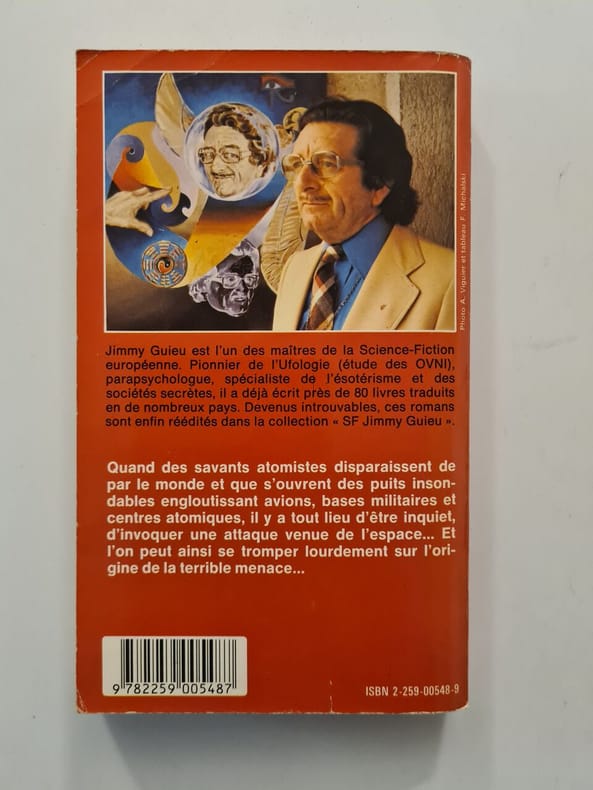 Photo A. Viguier et tableau F. Michalski
Jimmy Guieu est l'un des maîtres de la Science-Fiction
européenne. Pionnier de l'Ufologie (étude des OVNI),
parapsychologue, spécialiste de l'ésotérisme et des
sociétés secrètes, il a déjà écrit près de 80 livres traduits
en de nombreux pays. Devenus introuvables, ces romans
sont enfin réédités dans la collection « SF Jimmy Guieu ».
Quand des savants atomistes disparaissent de
par le monde et que s'ouvrent des puits inson-
dables engloutissant avions, bases militaires et
centres atomiques, il y a tout lieu d'être inquiet,
d'invoquer une attaque venue de l'espace... Et
l'on peut ainsi se tromper lourdement sur l'ori-
gine de la terrible menace...
9 782259 005487
ISBN 2-259-00548-9